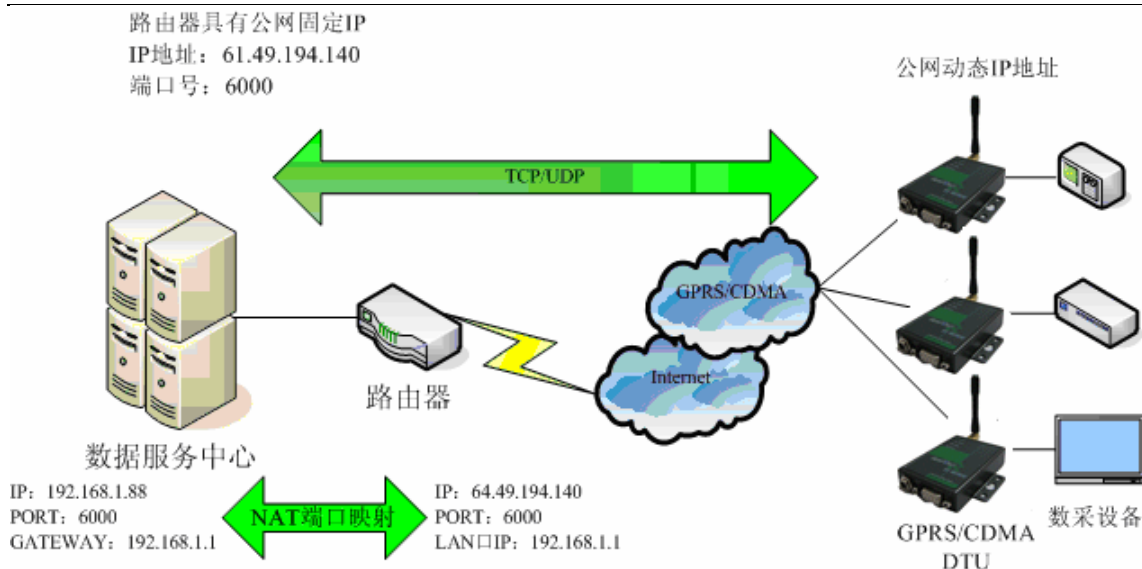 路由器具有公网固定IP
IP地址：61.49.194.140
端口号：6000
公网动态IP地址
TCP/UDP
GPRS/CDMA
Internet
路由器
数据服务中心
IP：192.168.1.88
PORT：6000
GATEWAY：192.168.1.1
NAT端口映射
IP：64.49.194.140
PORT：6000
LAN口IP：192.168.1.1
GPRS/CDMA
DTU
数采设备